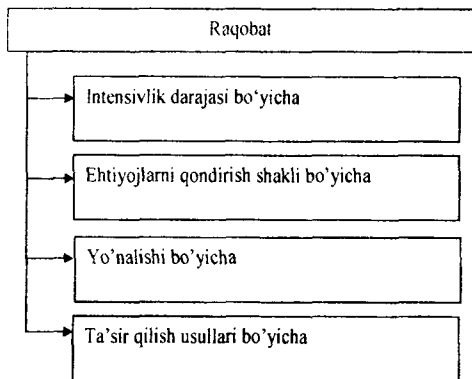 Raqobat
Intensivlik darajasi bo‘yicha
Ehtiyojlarni qondirish shakli bo‘yicha
Yo’nalishi bo‘yicha
Ta’sir qilish usullari bo‘yicha